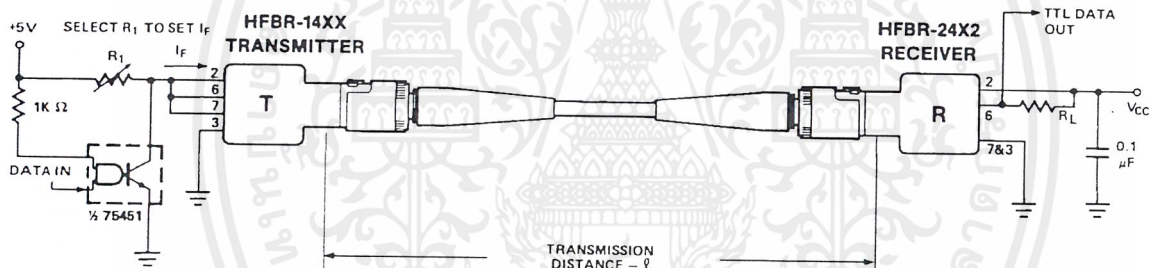 +5V
SELECT R1 TO SET IF
R1
IF
1K Ω
DATA IN
½ 75451
HFBR-14XX
TRANSMITTER
2
6
7
3
T
TRANSMISSION
DISTANCE – ℓ
HFBR-24X2
RECEIVER
R
2
6
7&3
TTL DATA
OUT
RL
VCC
0.1
μF